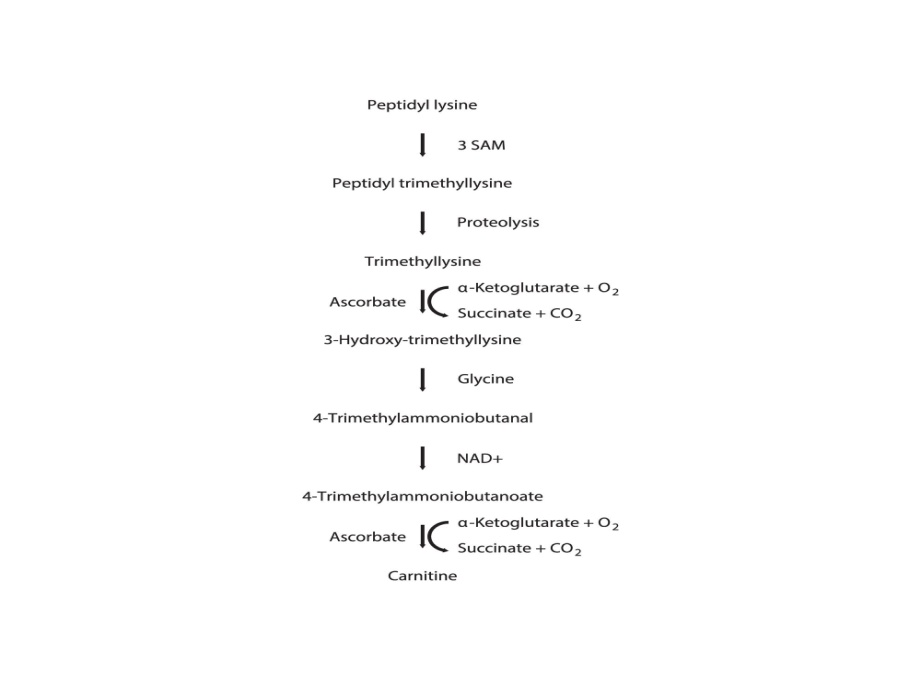 Peptidyl lysine
3 SAM
Peptidyl trimethyllysine
Proteolysis
Trimethyllysine
α-Ketoglutarate + O2
Ascorbate
Succinate + CO2
3-Hydroxy-trimethyllysine
Glycine
4-Trimethylammoniobutanal
NAD+
4-Trimethylammoniobutanoate
α-Ketoglutarate + O2
Ascorbate
Succinate + CO2
Carnitine